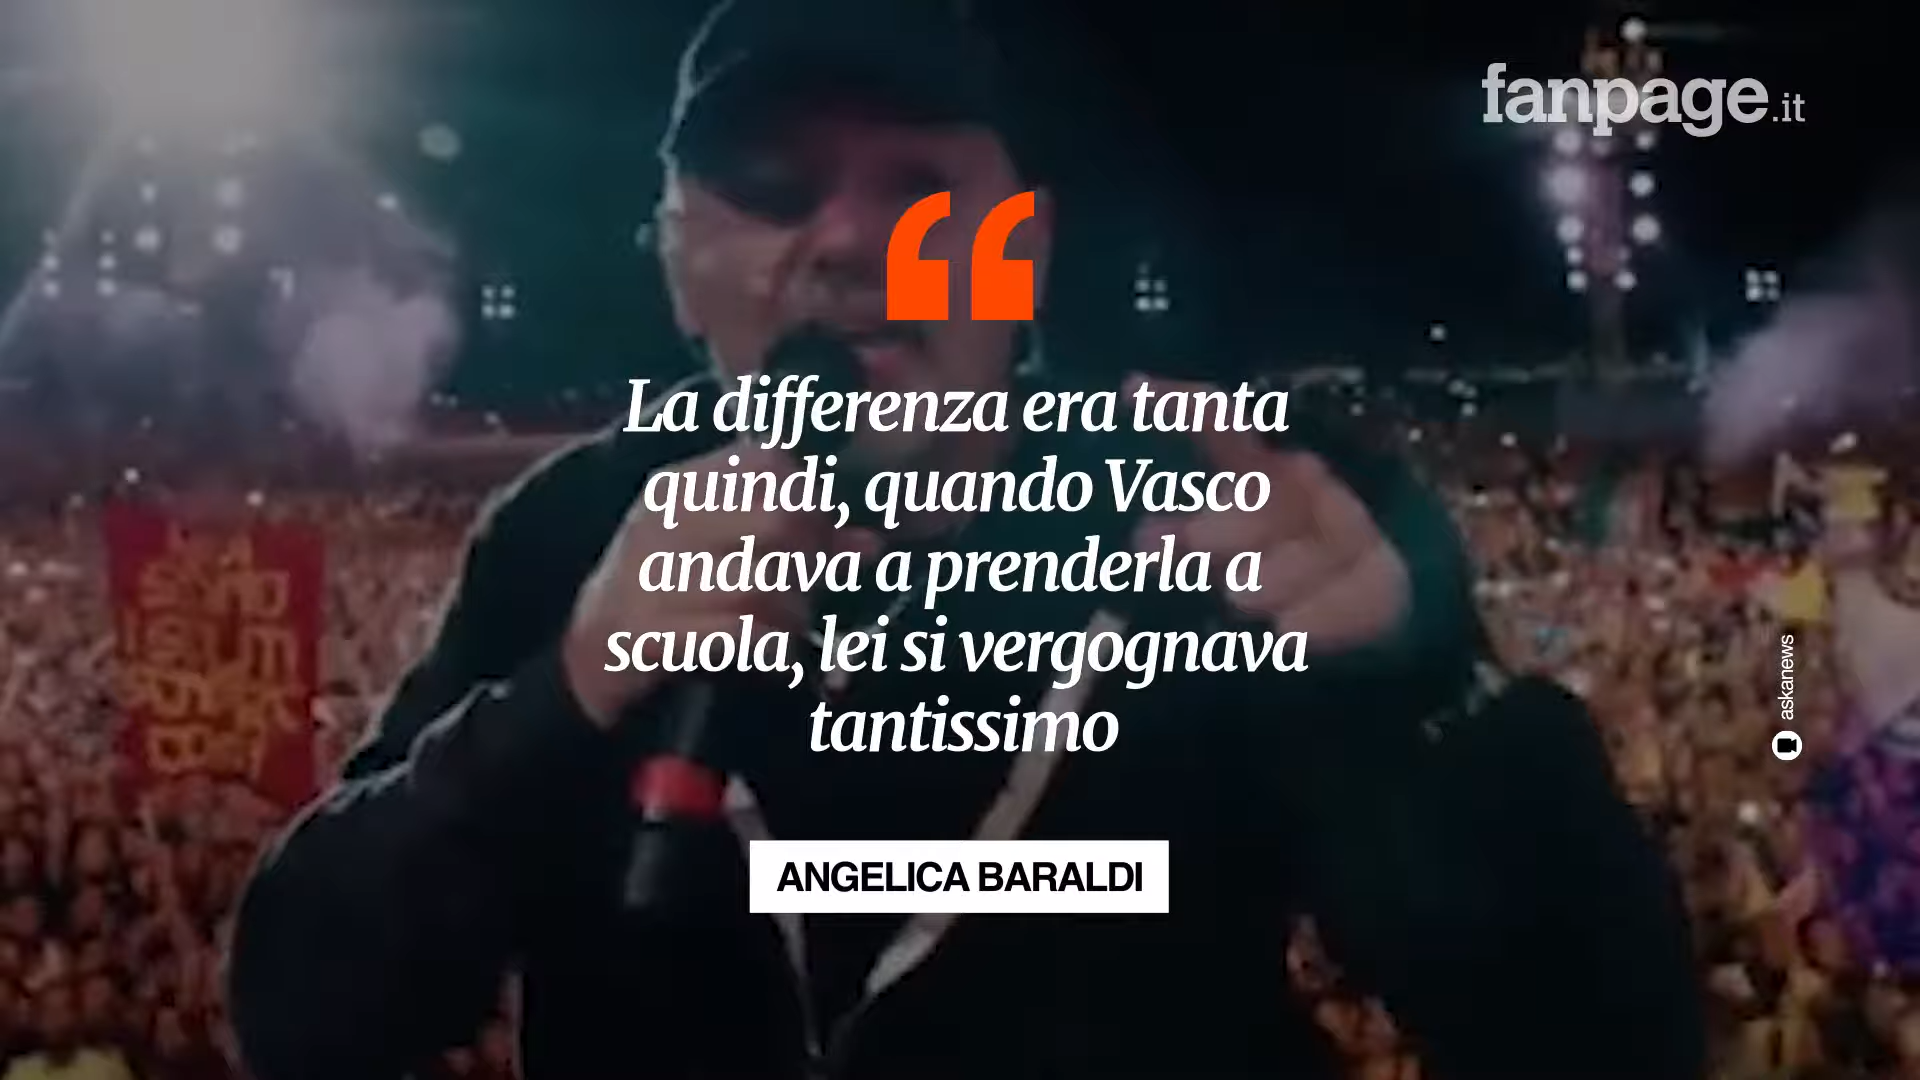 fanpage.it
La differenza era tanta
quindi, quando Vasco
andava a prenderla a
scuola, lei si vergognava
tantissimo
askanews
ANGELICA BARALDI